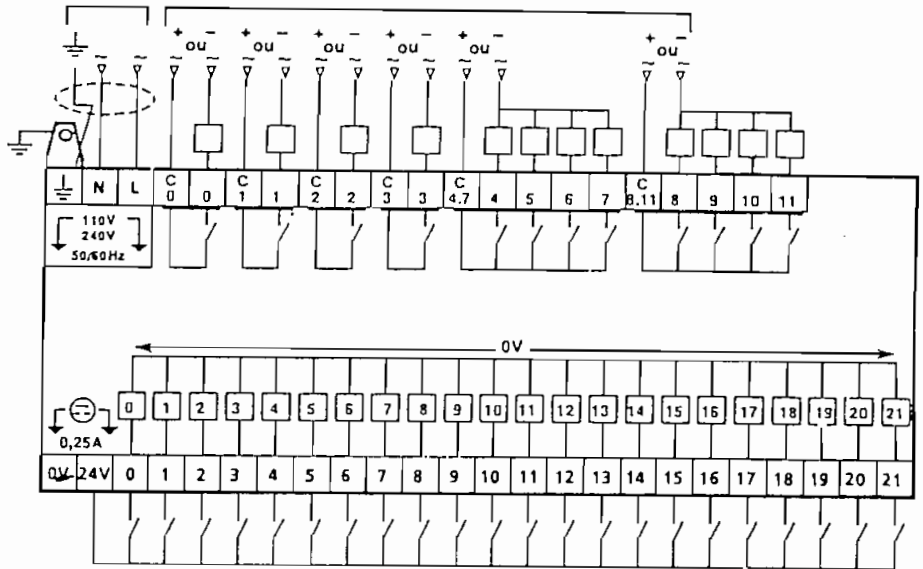 + − + − + − + − + − + −
ou ou ou ou ou ou
~ ~ ~ ~ ~ ~ ~ ~ ~ ~ ~ ~ ~ ~
N L C 0 0 C 1 1 C 2 2 C 3 3 C 4.7 4 5 6 7 C 8.11 8 9 10 11
110V
240V
50/60Hz
0V
0 1 2 3 4 5 6 7 8 9 10 11 12 13 14 15 16 17 18 19 20 21
0,25A
0V 24V 0 1 2 3 4 5 6 7 8 9 10 11 12 13 14 15 16 17 18 19 20 21